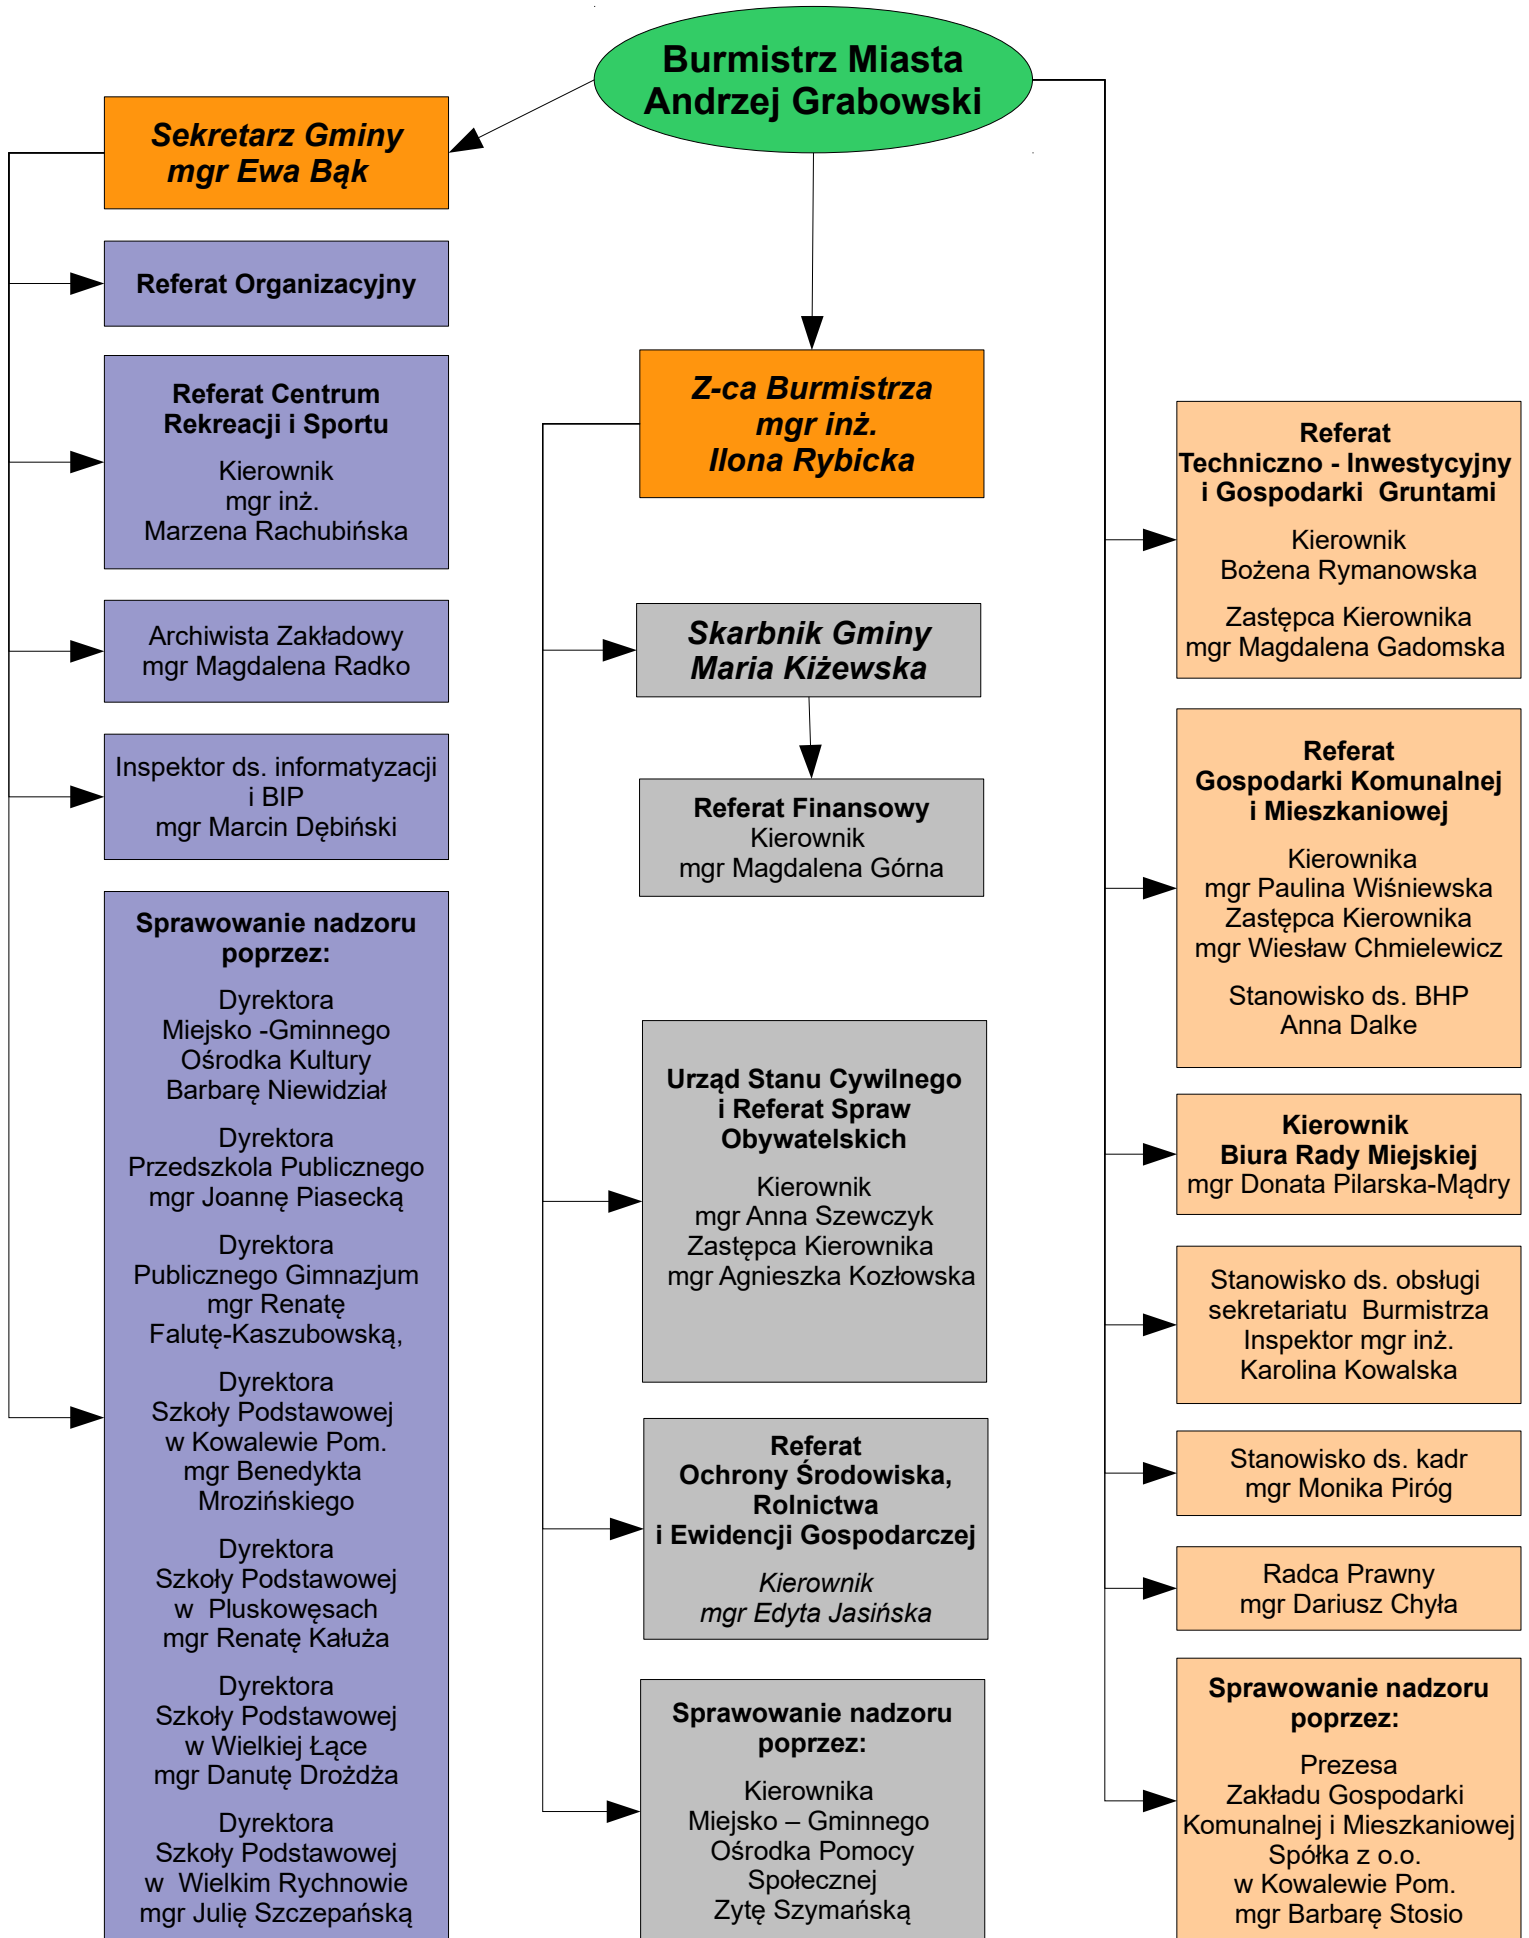 Burmistrz Miasta
Andrzej Grabowski
Sekretarz Gminy
mgr Ewa Bąk
Referat Organizacyjny
Referat Centrum
Rekreacji i Sportu
Kierownik
mgr inż.
Marzena Rachubińska
Archiwista Zakładowy
mgr Magdalena Radko
Inspektor ds. informatyzacji
i BIP
mgr Marcin Dębiński
Sprawowanie nadzoru
poprzez:
Dyrektora
Miejsko -Gminnego
Ośrodka Kultury
Barbarę Niewidział
Dyrektora
Przedszkola Publicznego
mgr Joannę Piasecką
Dyrektora
Publicznego Gimnazjum
mgr Renatę
Falutę-Kaszubowską,
Dyrektora
Szkoły Podstawowej
w Kowalewie Pom.
mgr Benedykta
Mrozińskiego
Dyrektora
Szkoły Podstawowej
w Pluskowęsach
mgr Renatę Kałuża
Dyrektora
Szkoły Podstawowej
w Wielkiej Łące
mgr Danutę Drożdża
Dyrektora
Szkoły Podstawowej
w Wielkim Rychnowie
mgr Julię Szczepańską
Z-ca Burmistrza
mgr inż.
Ilona Rybicka
Skarbnik Gminy
Maria Kiżewska
Referat Finansowy
Kierownik
mgr Magdalena Górna
Urząd Stanu Cywilnego
i Referat Spraw
Obywatelskich
Kierownik
mgr Anna Szewczyk
Zastępca Kierownika
mgr Agnieszka Kozłowska
Referat
Ochrony Środowiska,
Rolnictwa
i Ewidencji Gospodarczej
Kierownik
mgr Edyta Jasińska
Sprawowanie nadzoru
poprzez:
Kierownika
Miejsko – Gminnego
Ośrodka Pomocy
Społecznej
Zytę Szymańską
Referat
Techniczno - Inwestycyjny
i Gospodarki Gruntami
Kierownik
Bożena Rymanowska
Zastępca Kierownika
mgr Magdalena Gadomska
Referat
Gospodarki Komunalnej
i Mieszkaniowej
Kierownika
mgr Paulina Wiśniewska
Zastępca Kierownika
mgr Wiesław Chmielewicz
Stanowisko ds. BHP
Anna Dalke
Kierownik
Biura Rady Miejskiej
mgr Donata Pilarska-Mądry
Stanowisko ds. obsługi
sekretariatu Burmistrza
Inspektor mgr inż.
Karolina Kowalska
Stanowisko ds. kadr
mgr Monika Piróg
Radca Prawny
mgr Dariusz Chyła
Sprawowanie nadzoru
poprzez:
Prezesa
Zakładu Gospodarki
Komunalnej i Mieszkaniowej
Spółka z o.o.
w Kowalewie Pom.
mgr Barbarę Stosio